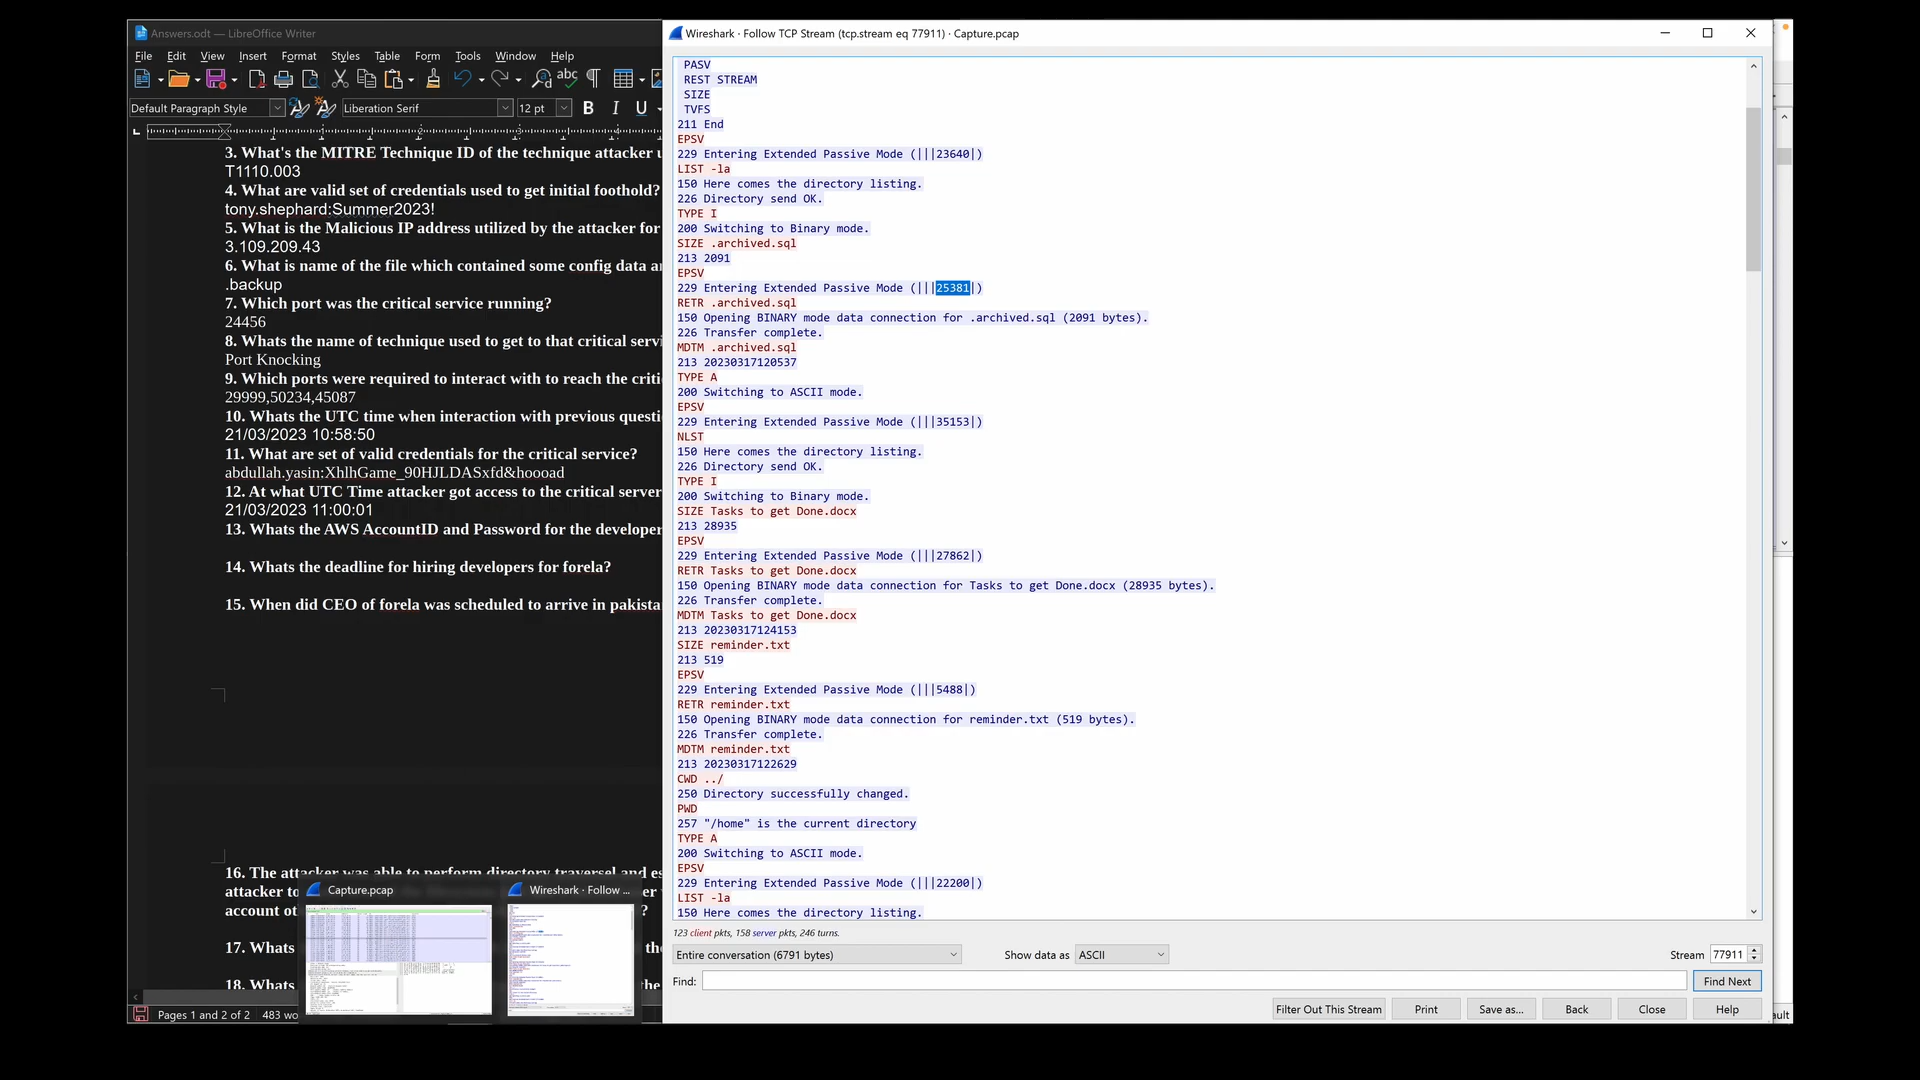 Answers.odt — LibreOffice Writer
File Edit View Insert Format Styles Table Form Tools Window Help
Default Paragraph Style
Liberation Serif
12 pt
B I U
3. What's the MITRE Technique ID of the technique attacker u
T1110.003
4. What are valid set of credentials used to get initial foothold?
tony.shephard:Summer2023!
5. What is the Malicious IP address utilized by the attacker for
3.109.209.43
6. What is name of the file which contained some config data a
.backup
7. Which port was the critical service running?
24456
8. Whats the name of technique used to get to that critical servi
Port Knocking
9. Which ports were required to interact with to reach the criti
29999,50234,45087
10. Whats the UTC time when interaction with previous questi
21/03/2023 10:58:50
11. What are set of valid credentials for the critical service?
abdullah.yasin:XhlhGame_90HJLDASxfd&hoooad
12. At what UTC Time attacker got access to the critical server
21/03/2023 11:00:01
13. Whats the AWS AccountID and Password for the developer
14. Whats the deadline for hiring developers for forela?
15. When did CEO of forela was scheduled to arrive in pakista
16. The attacker was able to perform directory traversel and es
attacker to
account ot
17. Whats the
18. Whats the
Capture.pcap
Wireshark · Follow ...
Pages 1 and 2 of 2
483 wo
Wireshark · Follow TCP Stream (tcp.stream eq 77911) · Capture.pcap
PASV
REST STREAM
SIZE
TVFS
211 End
EPSV
229 Entering Extended Passive Mode (|||23640|)
LIST -la
150 Here comes the directory listing.
226 Directory send OK.
TYPE I
200 Switching to Binary mode.
SIZE .archived.sql
213 2091
EPSV
229 Entering Extended Passive Mode (|||25381|)
RETR .archived.sql
150 Opening BINARY mode data connection for .archived.sql (2091 bytes).
226 Transfer complete.
MDTM .archived.sql
213 20230317120537
TYPE A
200 Switching to ASCII mode.
EPSV
229 Entering Extended Passive Mode (|||35153|)
NLST
150 Here comes the directory listing.
226 Directory send OK.
TYPE I
200 Switching to Binary mode.
SIZE Tasks to get Done.docx
213 28935
EPSV
229 Entering Extended Passive Mode (|||27862|)
RETR Tasks to get Done.docx
150 Opening BINARY mode data connection for Tasks to get Done.docx (28935 bytes).
226 Transfer complete.
MDTM Tasks to get Done.docx
213 20230317124153
SIZE reminder.txt
213 519
EPSV
229 Entering Extended Passive Mode (|||5488|)
RETR reminder.txt
150 Opening BINARY mode data connection for reminder.txt (519 bytes).
226 Transfer complete.
MDTM reminder.txt
213 20230317122629
CWD ../
250 Directory successfully changed.
PWD
257 "/home" is the current directory
TYPE A
200 Switching to ASCII mode.
EPSV
229 Entering Extended Passive Mode (|||22200|)
LIST -la
150 Here comes the directory listing.
123 client pkts, 158 server pkts, 246 turns.
Entire conversation (6791 bytes)
Show data as ASCII
Stream 77911
Find:
Find Next
Filter Out This Stream
Print
Save as...
Back
Close
Help
ault